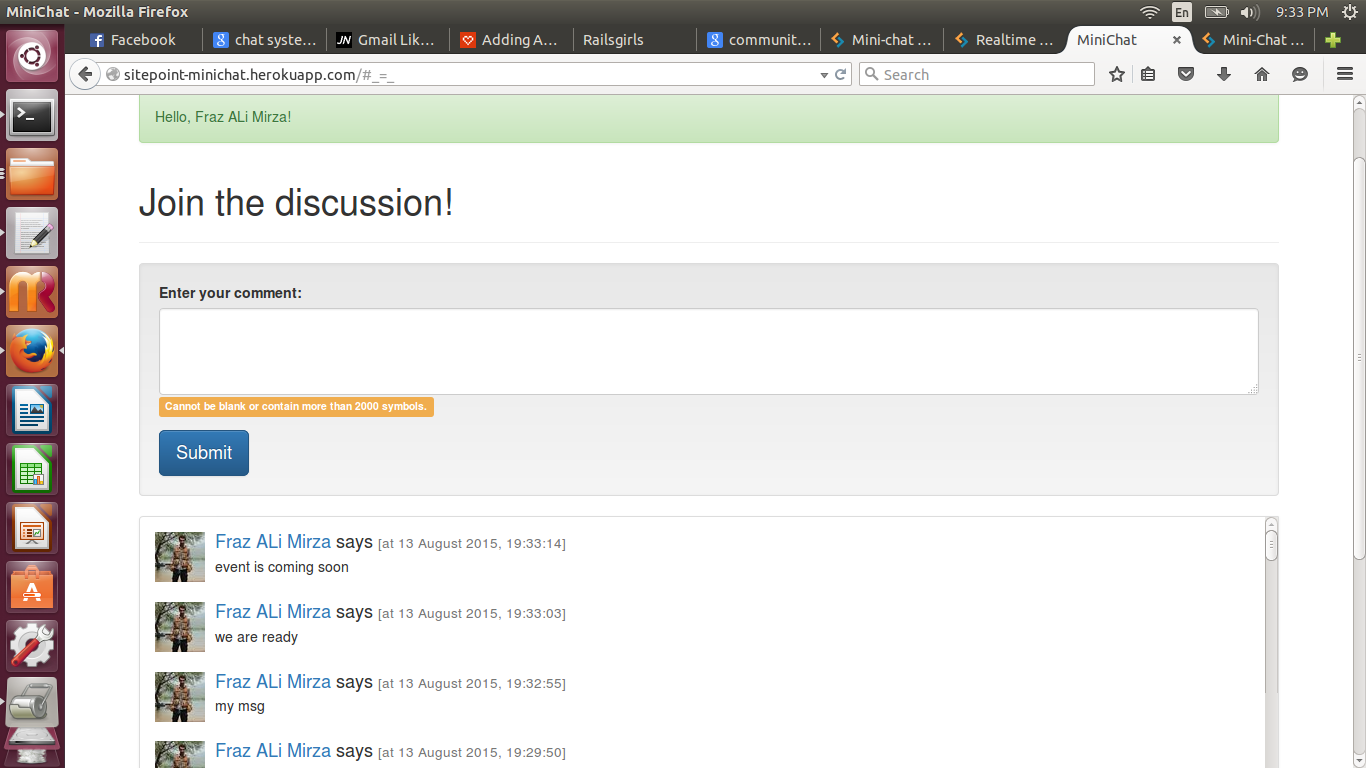 MiniChat - Mozilla Firefox
En
9:33 PM
Facebook
chat syste...
JN
Gmail Lik...
Adding A...
Railsgirls
communit...
Mini-chat ...
Realtime ...
MiniChat
Mini-Chat ...
sitepoint-minichat.herokuapp.com/#_=_
Search
Hello, Fraz ALi Mirza!
Join the discussion!
Enter your comment:
Cannot be blank or contain more than 2000 symbols.
Submit
Fraz ALi Mirza says [at 13 August 2015, 19:33:14]
event is coming soon
Fraz ALi Mirza says [at 13 August 2015, 19:33:03]
we are ready
Fraz ALi Mirza says [at 13 August 2015, 19:32:55]
my msg
Fraz ALi Mirza says [at 13 August 2015, 19:29:50]